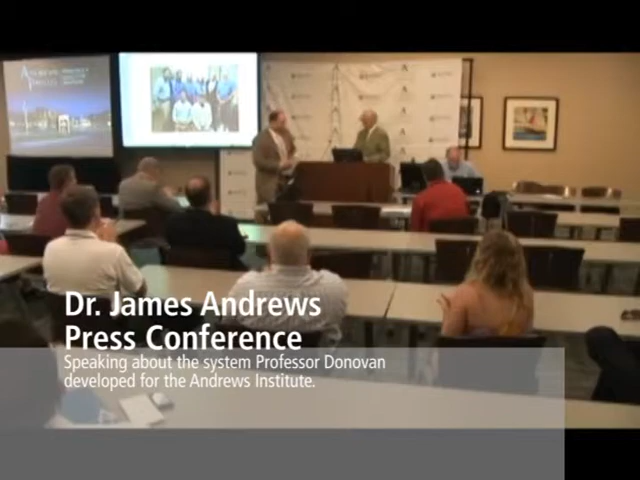 Dr. James Andrews
Press Conference
Speaking about the system Professor Donovan
developed for the Andrews Institute.